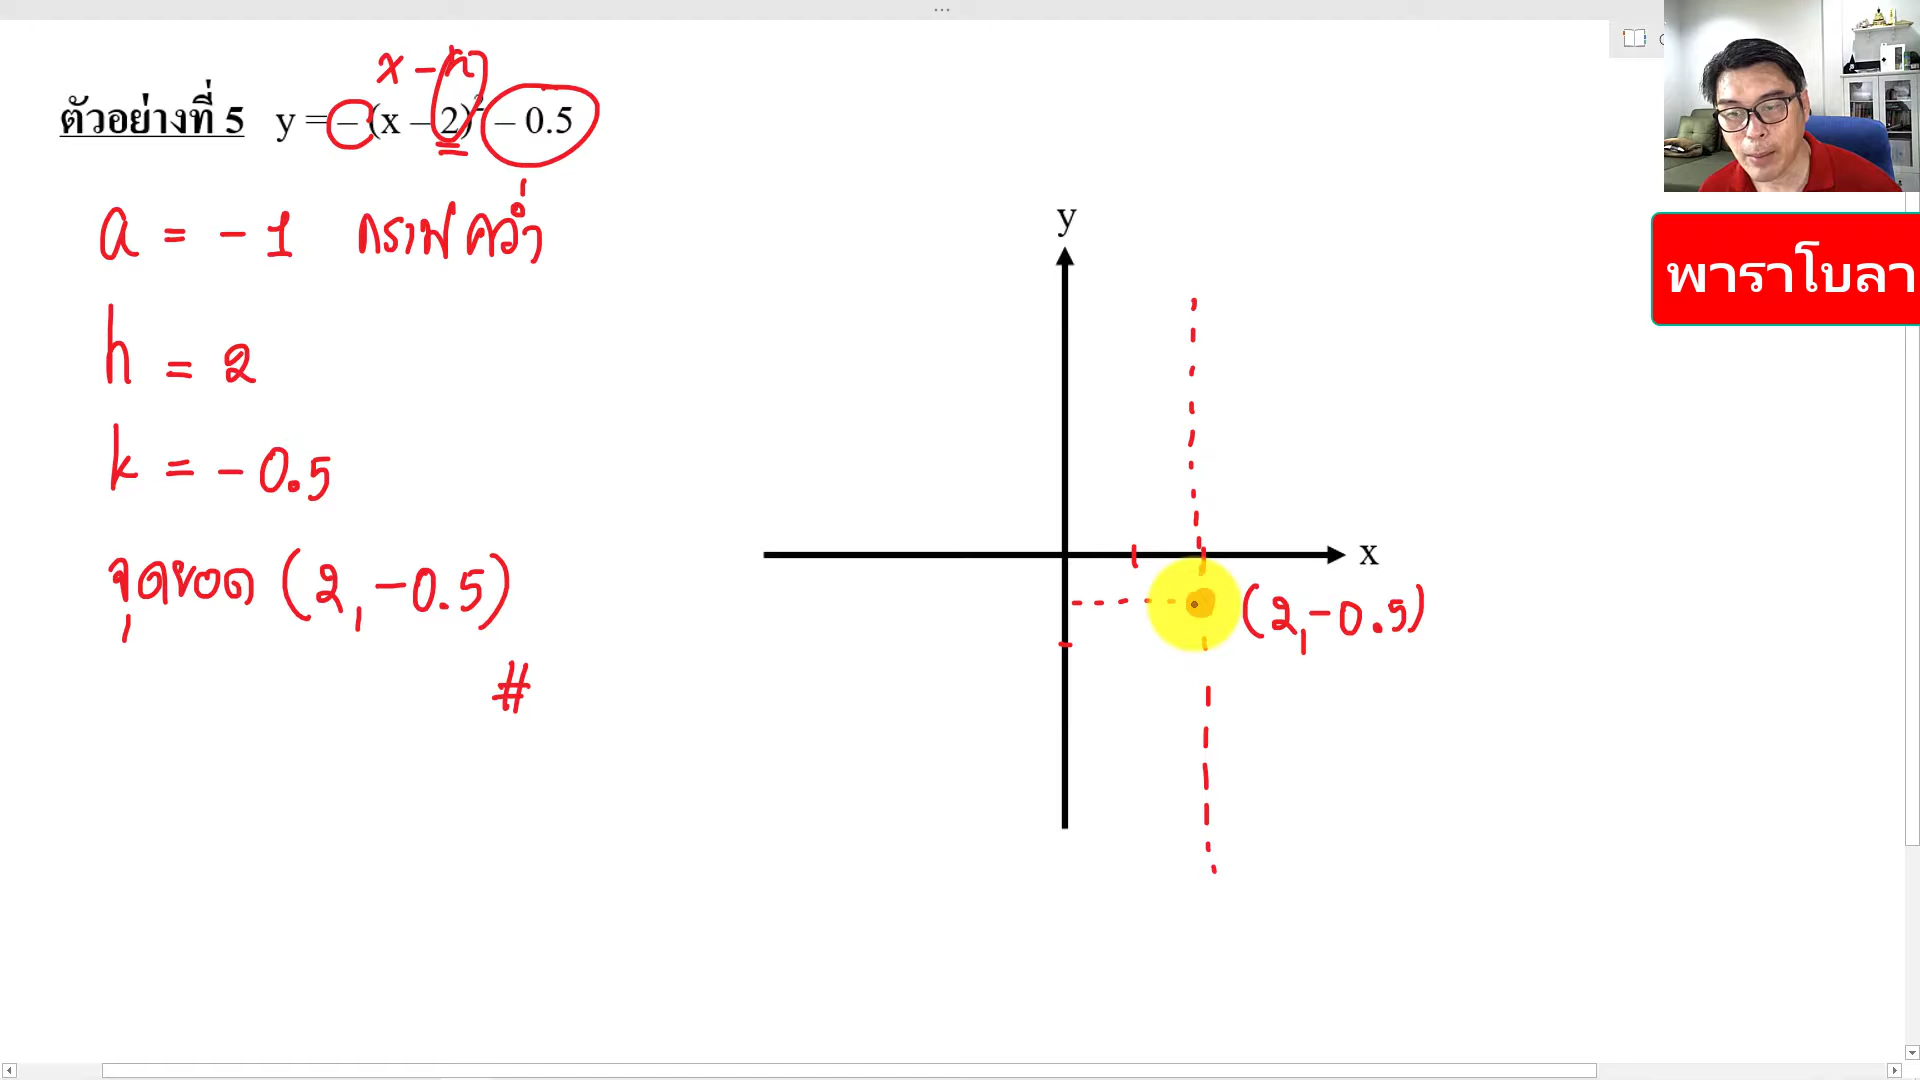 x – h
ตัวอย่างที่ 5 y = – (x – 2)² – 0.5
a = -1 กราฟคว่ำ
h = 2
k = -0.5
จุดยอด (2, -0.5)
#
y
x
(2, -0.5)
พาราโบลา